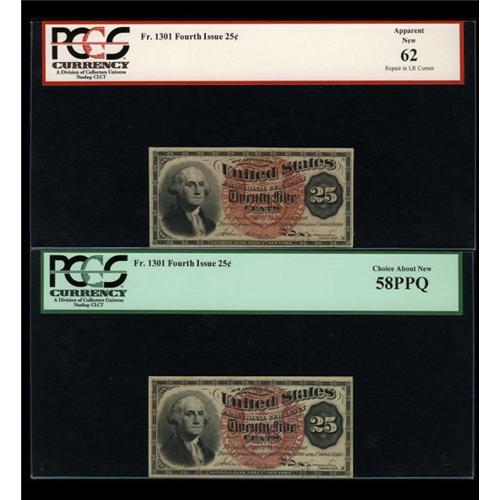 PCGS
CURRENCY
A Division of Collectors Universe
Nasdaq CLCT
Fr. 1301 Fourth Issue 25¢
Apparent
New
62
Repair in LR Corner
United States
Twenty Five
CENTS
25
PCGS
CURRENCY
A Division of Collectors Universe
Nasdaq CLCT
Fr. 1301 Fourth Issue 25¢
Choice About New
58PPQ
United States
Twenty Five
CENTS
25